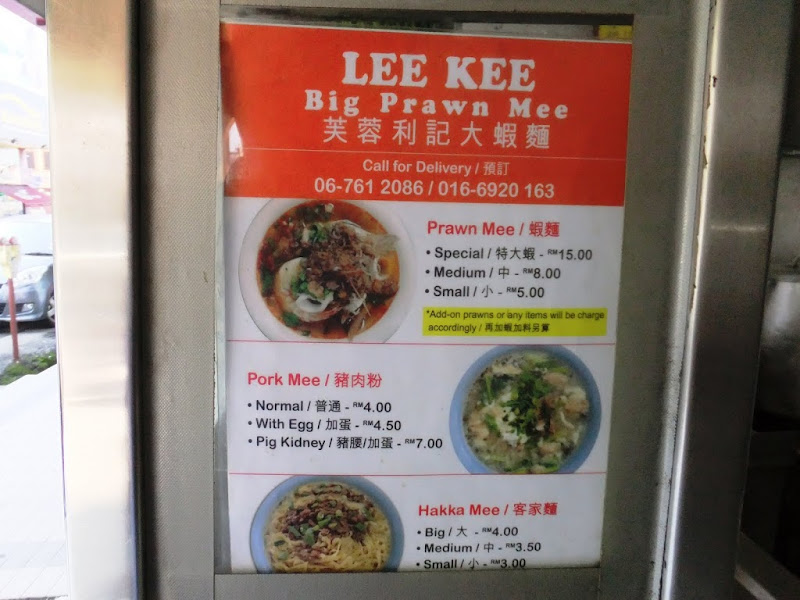 LEE KEE
Big Prawn Mee
芙蓉利記大蝦麵
Call for Delivery / 預訂
06-761 2086 / 016-6920 163
Prawn Mee / 蝦麵
• Special / 特大蝦 - RM15.00
• Medium / 中 - RM8.00
• Small / 小 - RM5.00
*Add-on prawns or any items will be charge
accordingly / 再加蝦加料另算
Pork Mee / 豬肉粉
• Normal / 普通 - RM4.00
• With Egg / 加蛋 - RM4.50
• Pig Kidney / 豬腰/加蛋 - RM7.00
Hakka Mee / 客家麵
• Big / 大 - RM4.00
• Medium / 中 - RM3.50
• Small / 小 - RM3.00